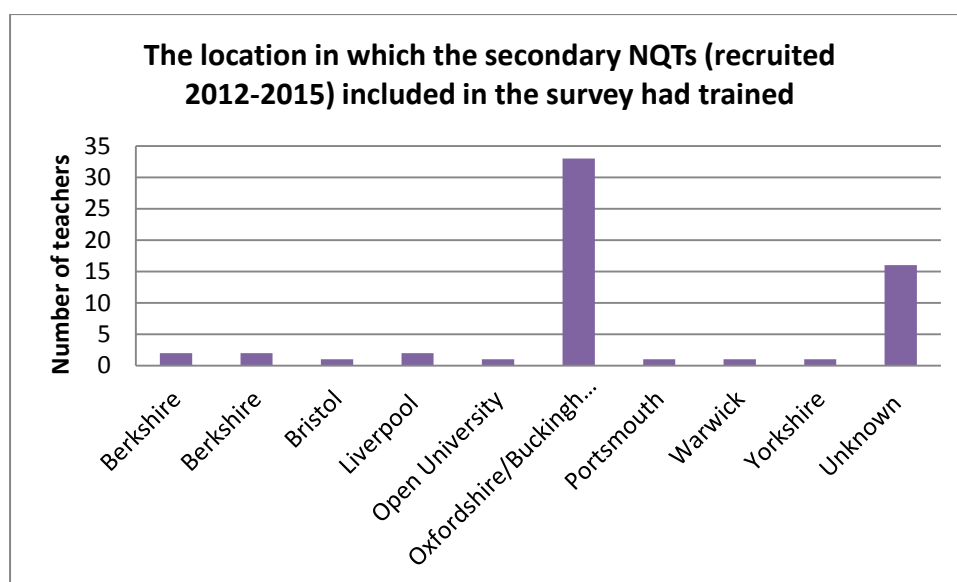 The location in which the secondary NQTs (recruited
2012-2015) included in the survey had trained
Number of teachers
35
30
25
20
15
10
5
0
Berkshire
Berkshire
Bristol
Liverpool
Open University
Oxfordshire/Buckingh...
Portsmouth
Warwick
Yorkshire
Unknown